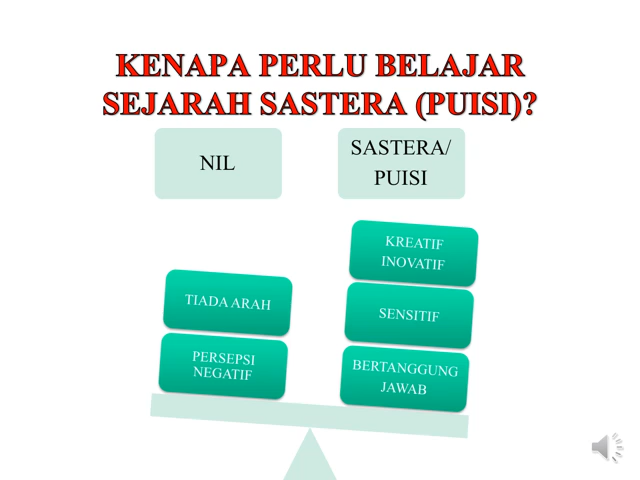 KENAPA PERLU BELAJAR
SEJARAH SASTERA (PUISI)?
NIL
SASTERA/
PUISI
TIADA ARAH
PERSEPSI
NEGATIF
KREATIF
INOVATIF
SENSITIF
BERTANGGUNG
JAWAB